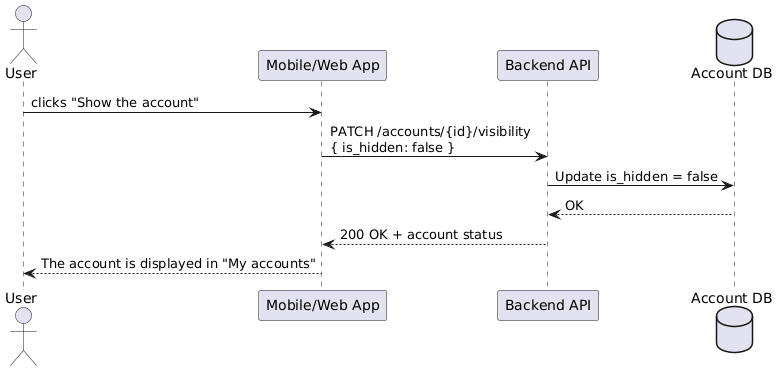 User
Mobile/Web App
Backend API
Account DB
clicks "Show the account"
PATCH /accounts/{id}/visibility
{ is_hidden: false }
Update is_hidden = false
OK
200 OK + account status
The account is displayed in "My accounts"
User
Mobile/Web App
Backend API
Account DB